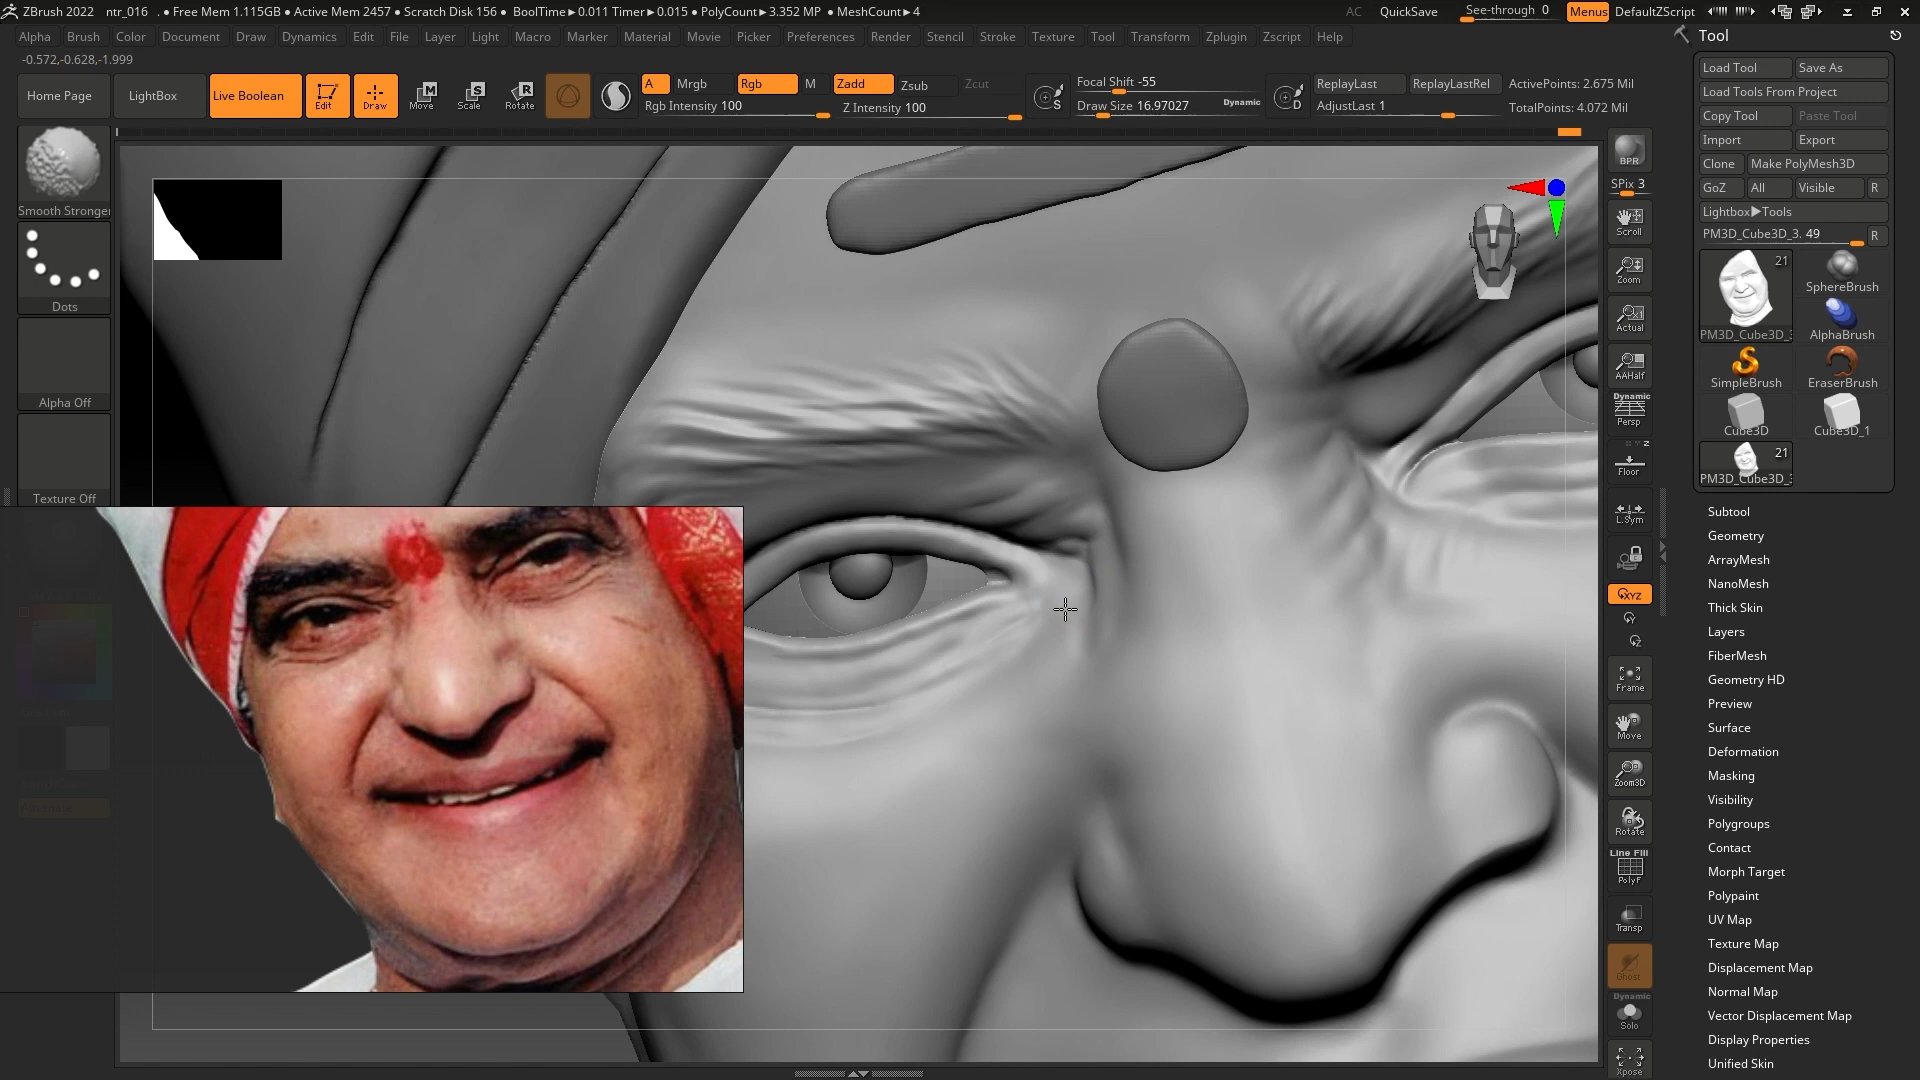 ZBrush 2022 ntr_016 . ● Free Mem 1.115GB ● Active Mem 2457 ● Scratch Disk 156 ● BoolTime►0.011 Timer►0.015 ● PolyCount►3.352 MP ● MeshCount►4 AC QuickSave See-through 0 Menus DefaultZScript
Alpha Brush Color Document Draw Dynamics Edit File Layer Light Macro Marker Material Movie Picker Preferences Render Stencil Stroke Texture Tool Transform Zplugin Zscript Help
-0.572,-0.628,-1.999
Home Page LightBox Live Boolean Edit Draw Move Scale Rotate
A Mrgb Rgb M Zadd Zsub Zcut
Rgb Intensity 100 Z Intensity 100
Focal Shift -55
Draw Size 16.97027 Dynamic
ReplayLast ReplayLastRel ActivePoints: 2.675 Mil
AdjustLast 1 TotalPoints: 4.072 Mil
Smooth Stronger
Dots
Alpha Off
Texture Off
BPR
SPix 3
Scroll
Zoom
Actual
AAHalf
Dynamic
Persp
Floor
L.Sym
XYZ
Frame
Move
Zoom3D
Rotate
Line Fill
PolyF
Transp
Ghost
Dynamic
Solo
Xpose
Tool
Load Tool Save As
Load Tools From Project
Copy Tool Paste Tool
Import Export
Clone Make PolyMesh3D
GoZ All Visible R
Lightbox►Tools
PM3D_Cube3D_3. 49 R
21
PM3D_Cube3D_3 SphereBrush
AlphaBrush
SimpleBrush EraserBrush
Cube3D Cube3D_1
21
PM3D_Cube3D_3
Subtool
Geometry
ArrayMesh
NanoMesh
Thick Skin
Layers
FiberMesh
Geometry HD
Preview
Surface
Deformation
Masking
Visibility
Polygroups
Contact
Morph Target
Polypaint
UV Map
Texture Map
Displacement Map
Normal Map
Vector Displacement Map
Display Properties
Unified Skin